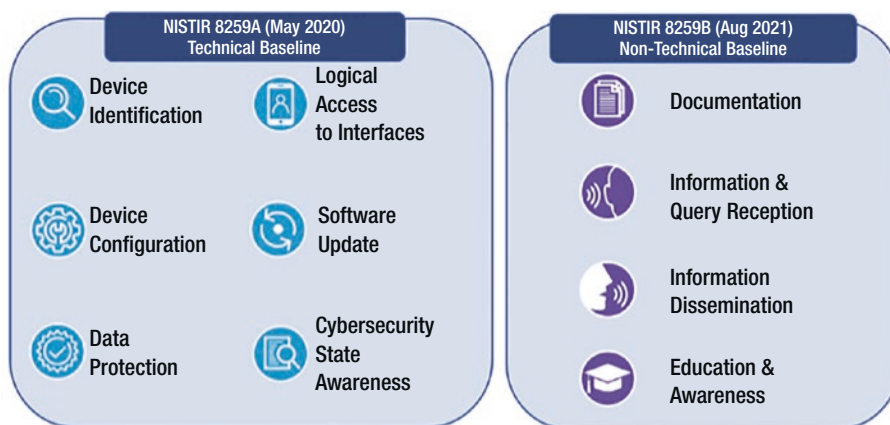 NISTIR 8259A (May 2020)
Technical Baseline
Device
Identification
Logical
Access
to Interfaces
Device
Configuration
Software
Update
Data
Protection
Cybersecurity
State
Awareness
NISTIR 8259B (Aug 2021)
Non-Technical Baseline
Documentation
Information &
Query Reception
Information
Dissemination
Education &
Awareness